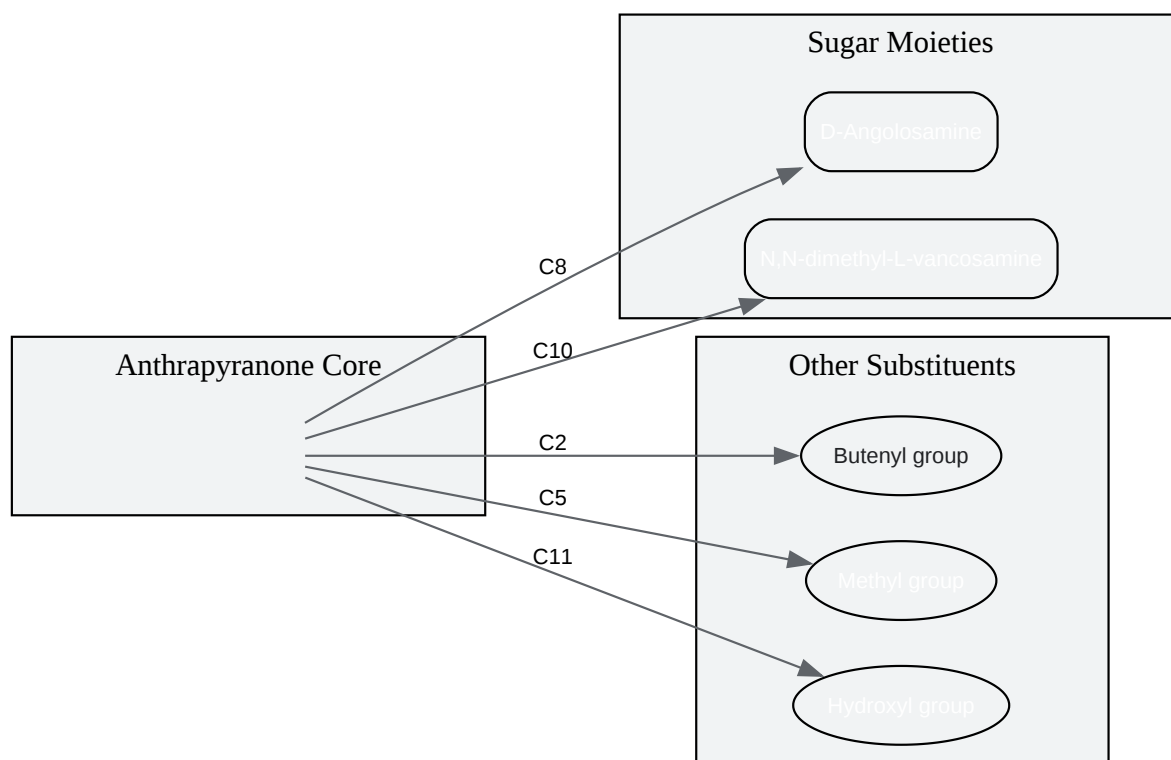 Sugar Moieties
D-Angolosamine
N,N-dimethyl-L-vancosamine
C8
C10
Anthrapyranone Core
Other Substituents
C2
Butenyl group
C5
Methyl group
C11
Hydroxyl group